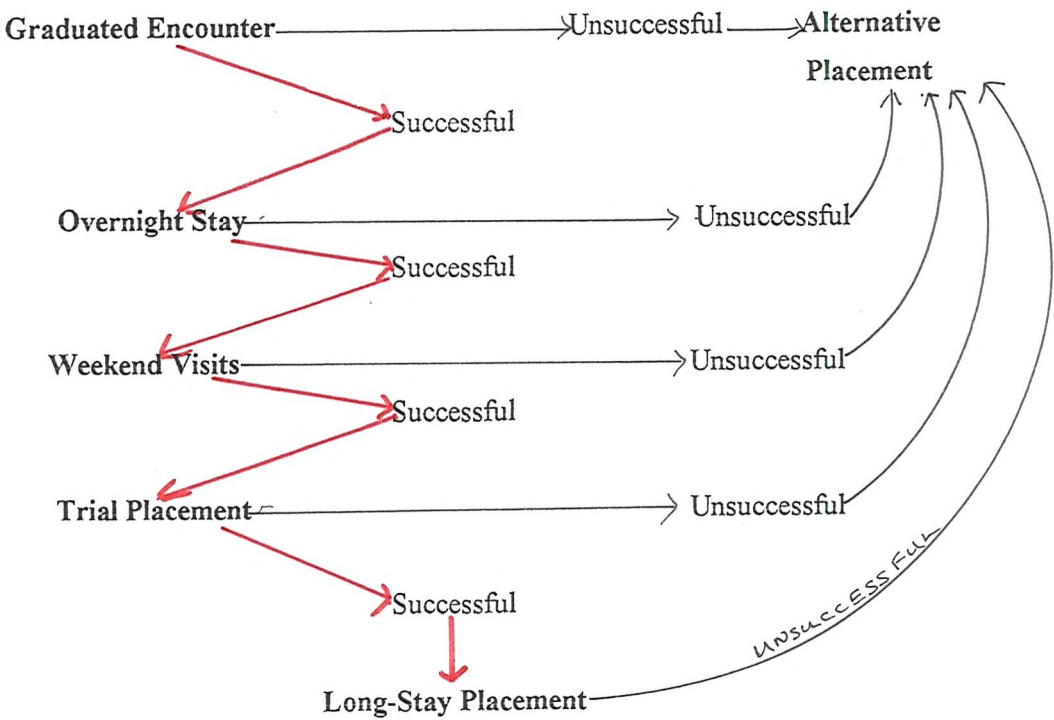 Graduated Encounter Unsuccessful Alternative
Placement
Successful
Overnight Stay Unsuccessful
Successful
Weekend Visits Unsuccessful
Successful
Trial Placement Unsuccessful
UNSUCCESSFUL
Successful
Long-Stay Placement